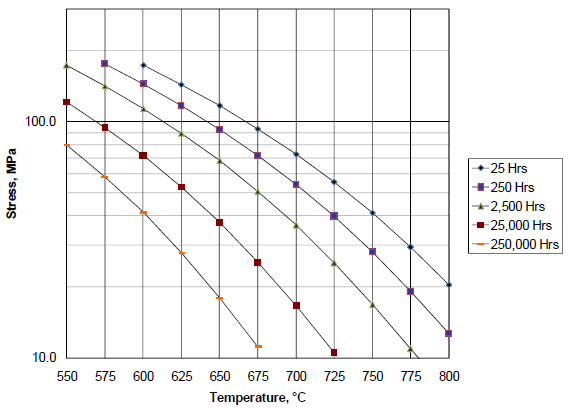 100.0
10.0
Stress, MPa
550 575 600 625 650 675 700 725 750 775 800
Temperature, °C
25 Hrs
250 Hrs
2,500 Hrs
25,000 Hrs
250,000 Hrs